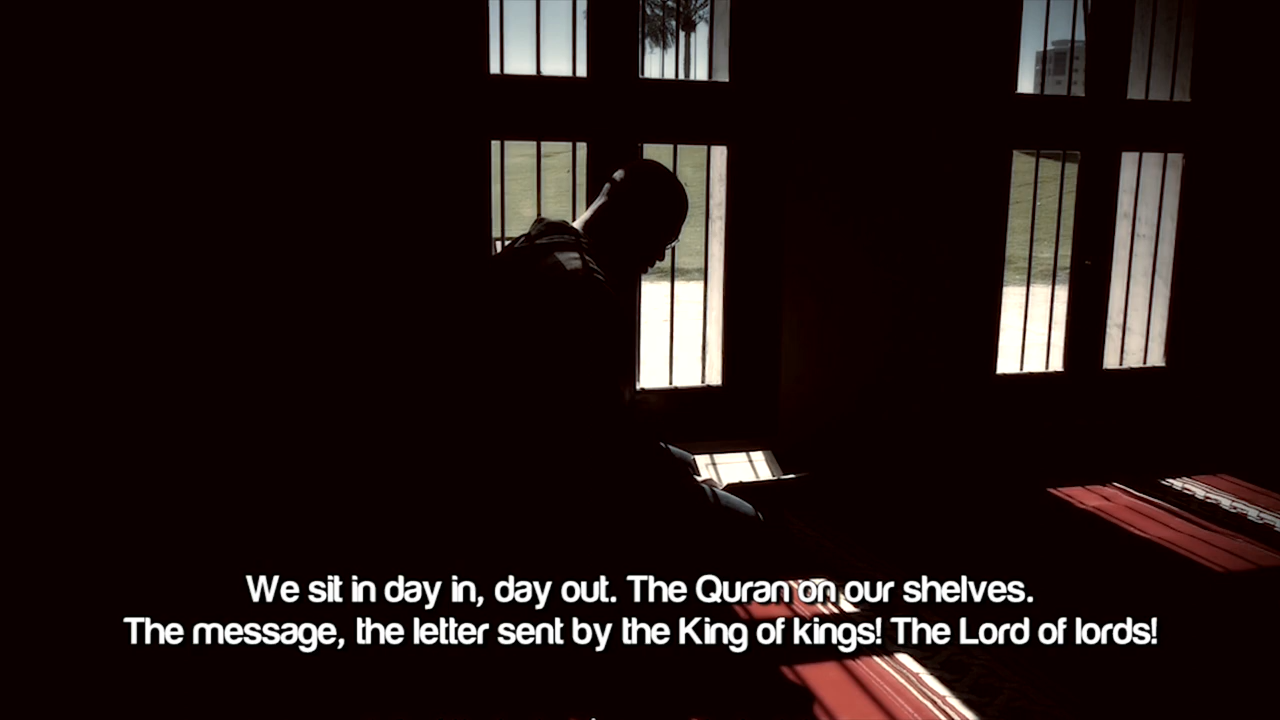 We sit in day in, day out. The Quran on our shelves.
The message, the letter sent by the King of kings! The Lord of lords!